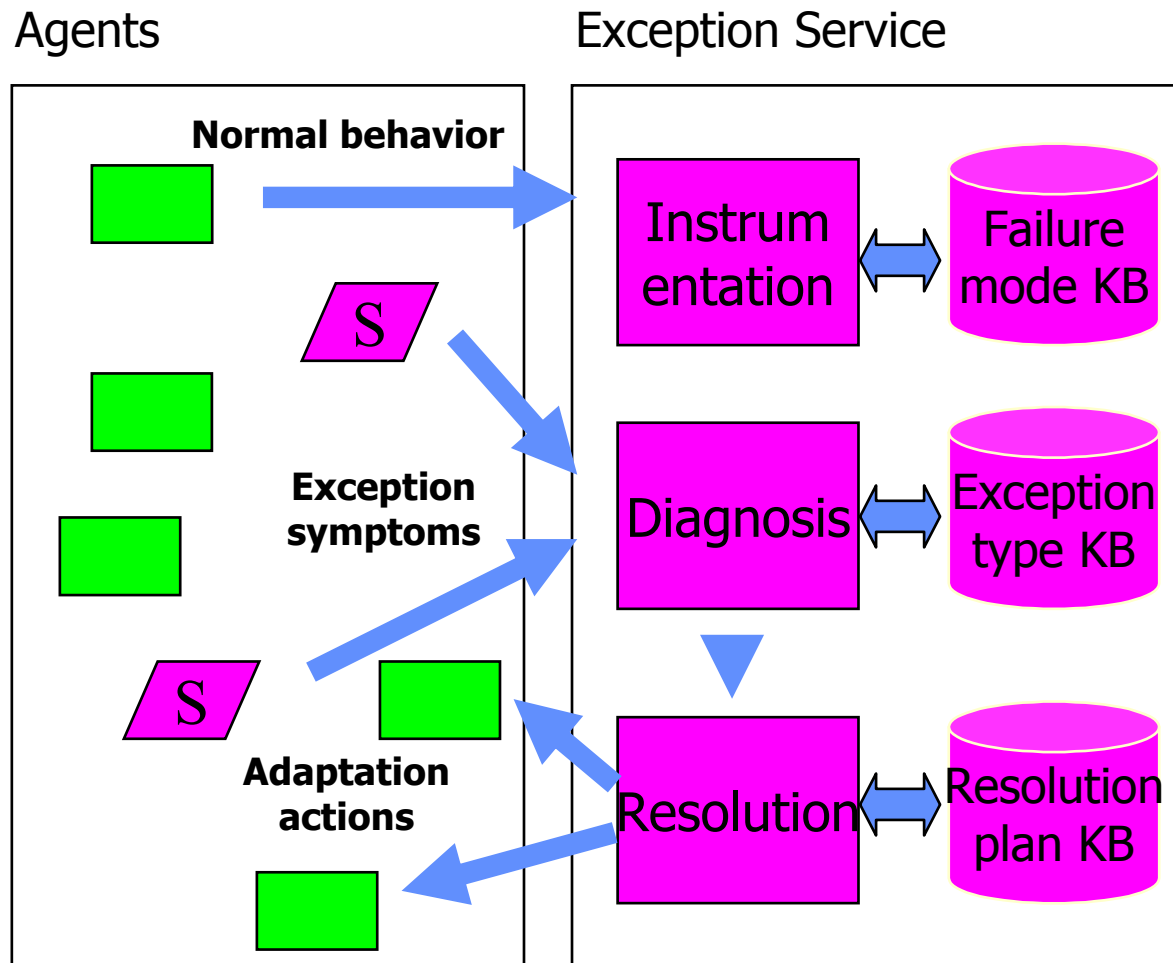 Agents
Exception Service
Normal behavior
Instrum
entation
Failure
mode KB
S
Exception
symptoms
Diagnosis
Exception
type KB
S
Adaptation
actions
Resolution
Resolution
plan KB